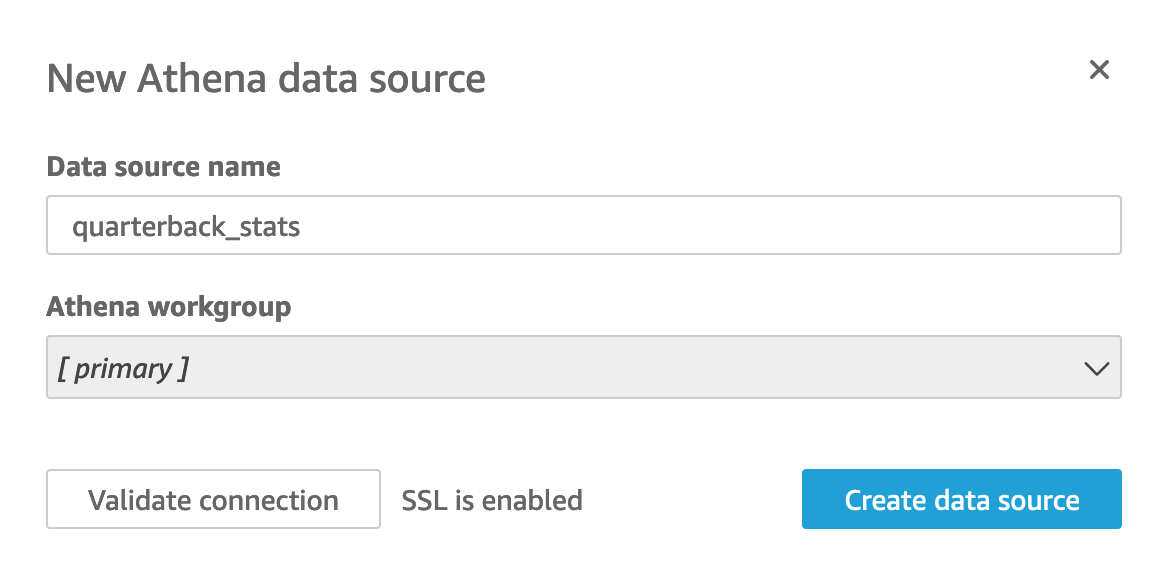 New Athena data source
Data source name
quarterback_stats
Athena workgroup
[ primary ]
Validate connection SSL is enabled Create data source